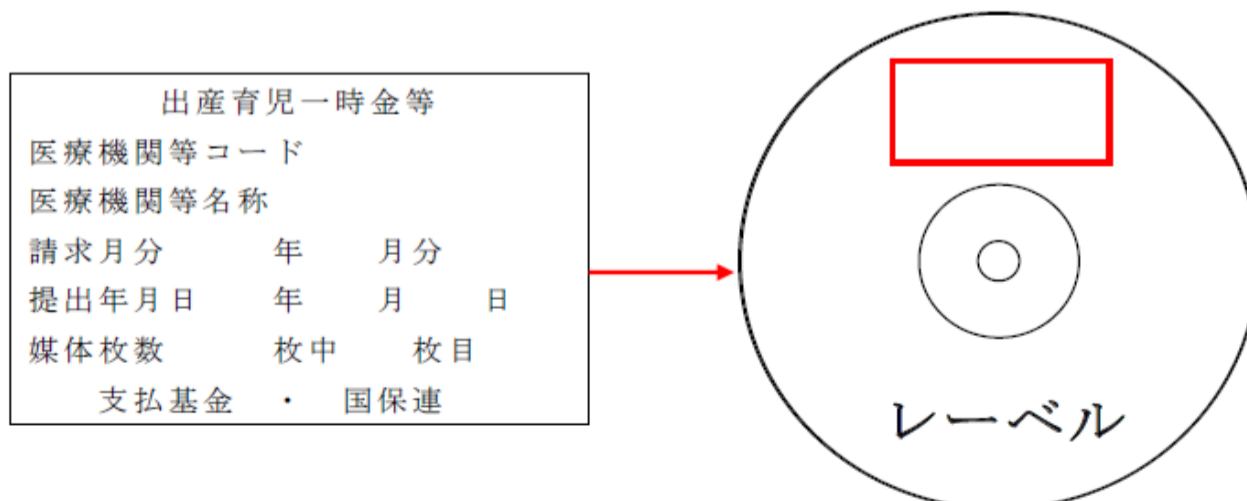 出産育児一時金等
医療機関等コード
医療機関等名称
請求月分　　　年　　月分
提出年月日　　年　　月　　日
媒体枚数　　　枚中　　枚目
支払基金　・　国保連
レーベル